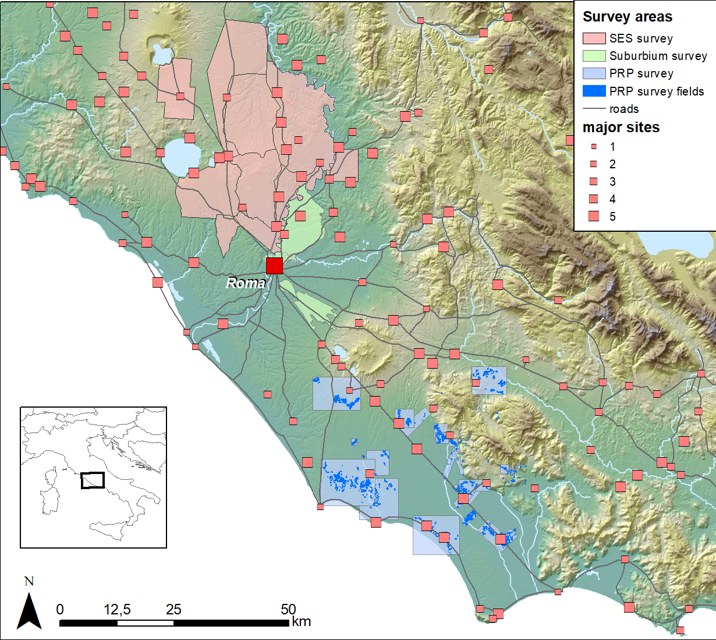 Survey areas
SES survey
Suburbium survey
PRP survey
PRP survey fields
roads
major sites
1
2
3
4
5
Roma
N
0 12,5 25 50
km